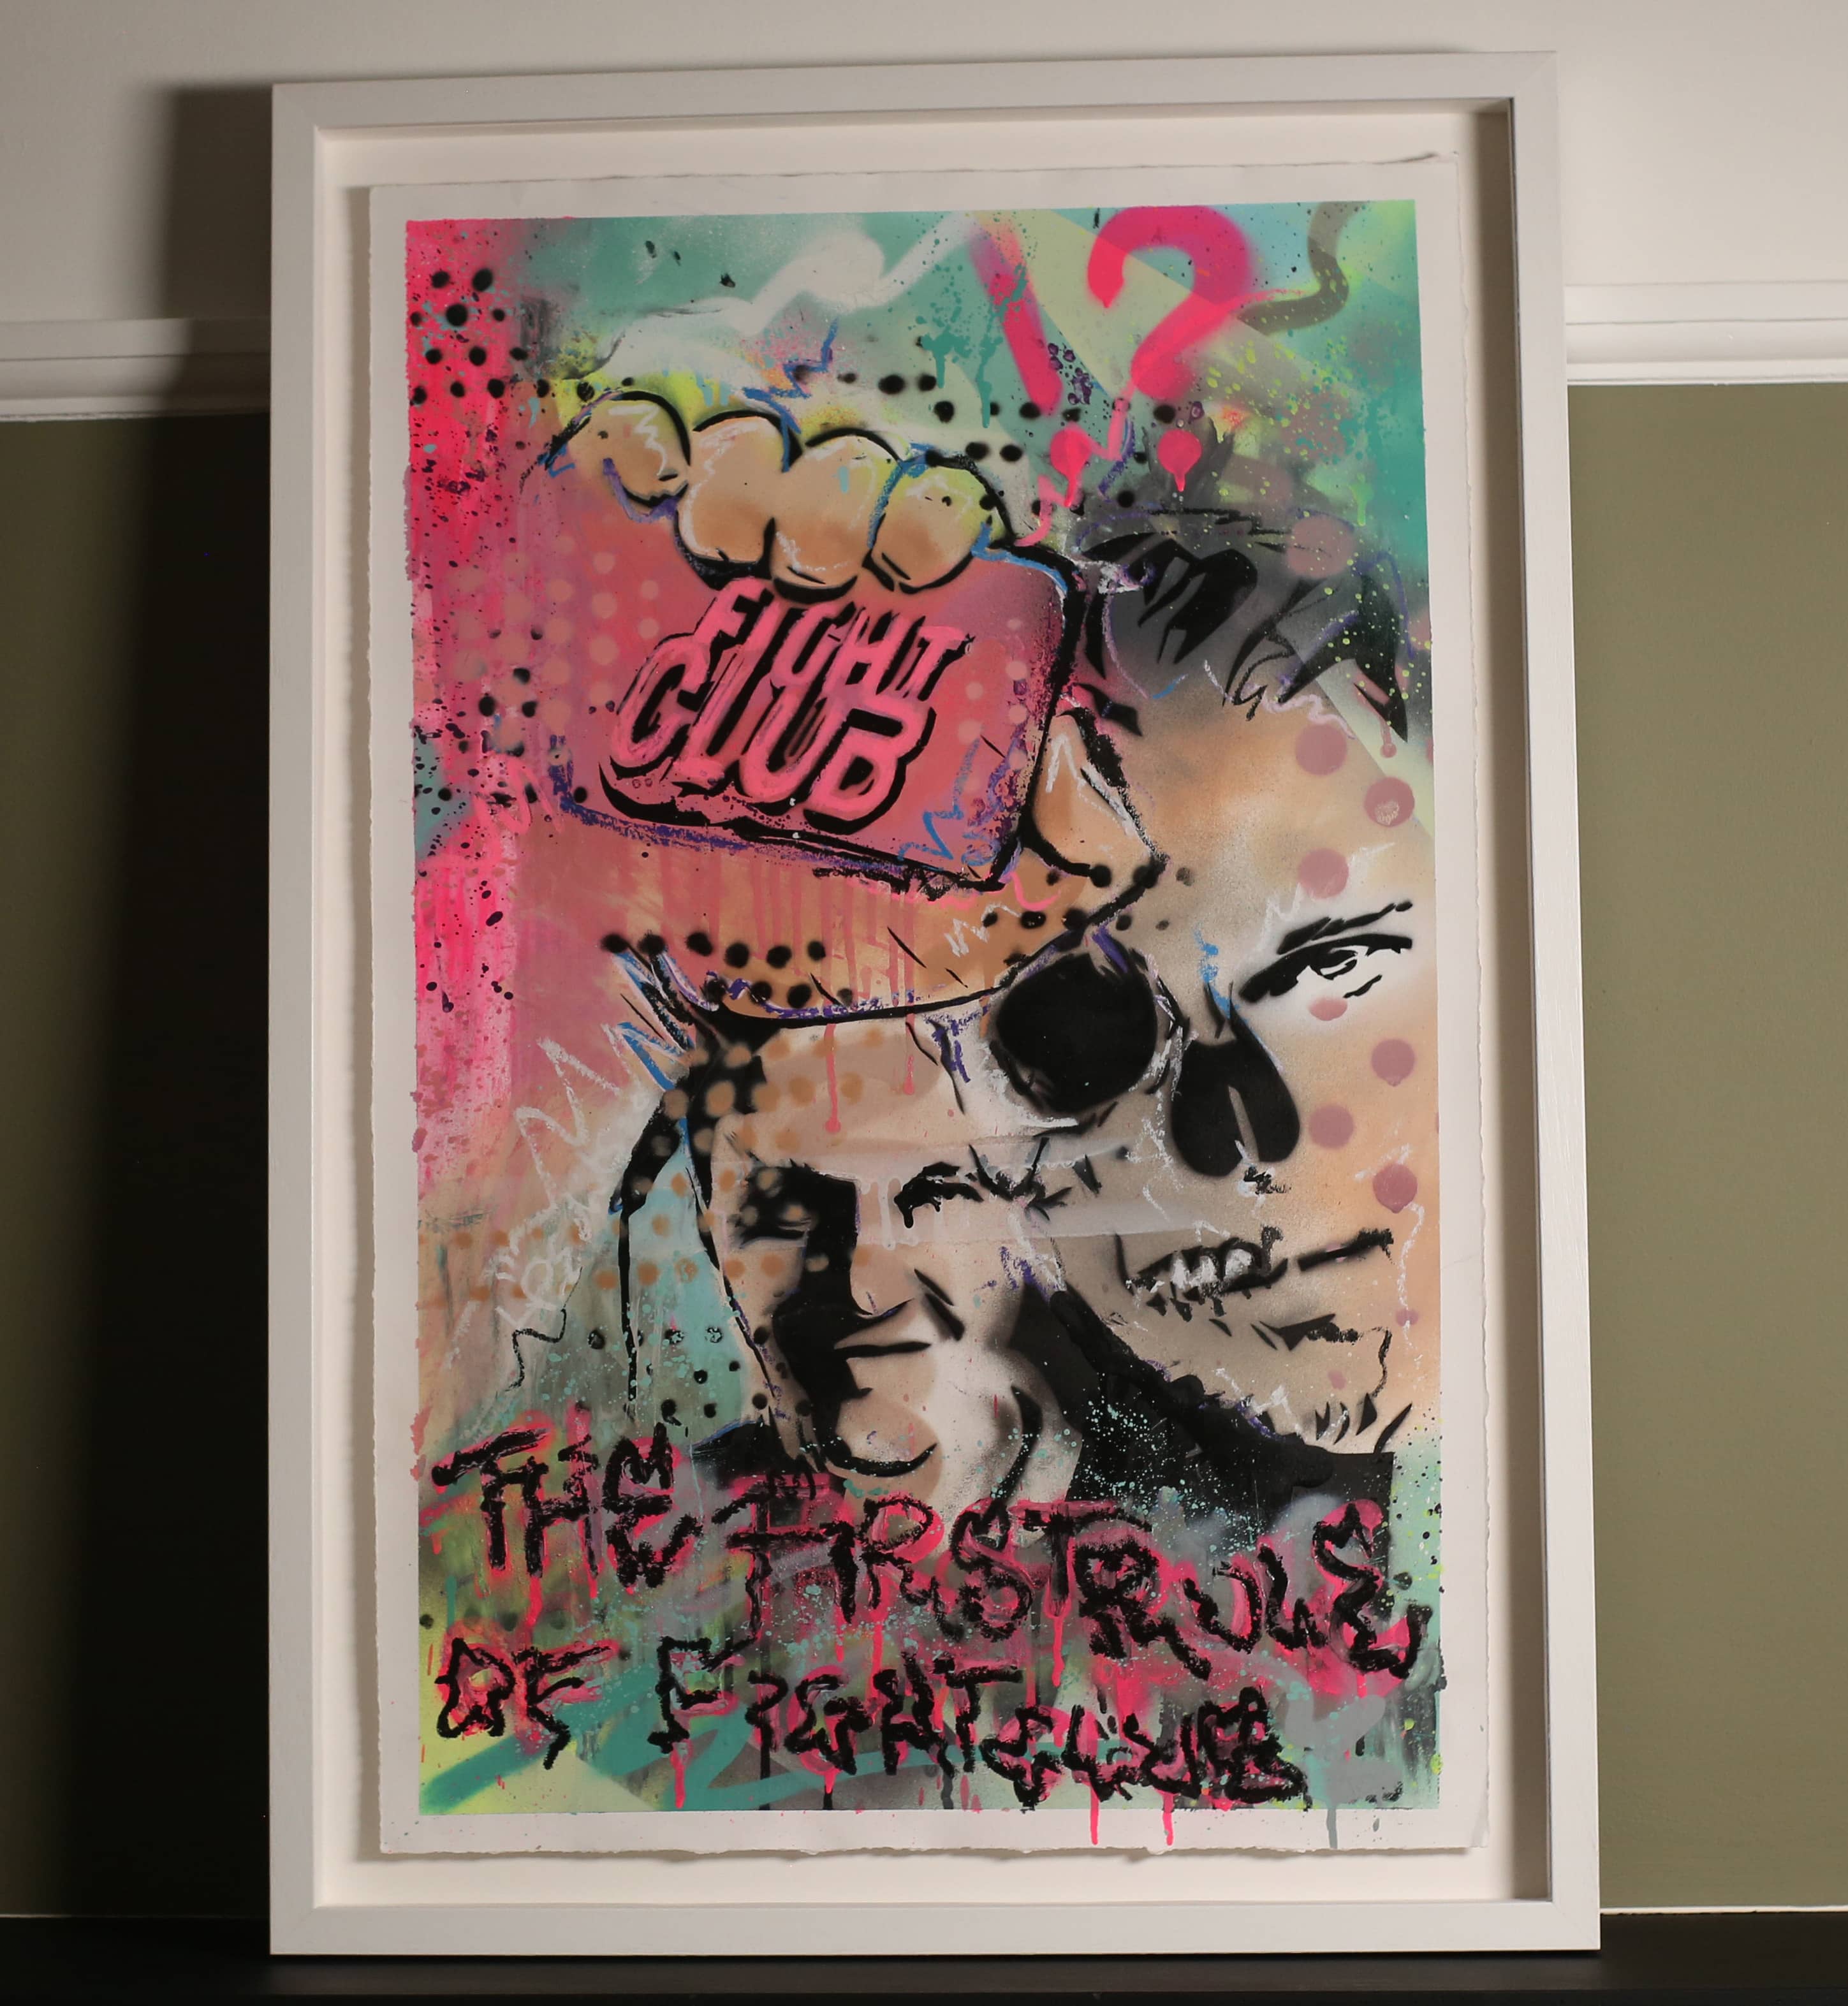 !?
FIGHT
CLUB
THE FIRST RULE
OF FIGHT CLUB